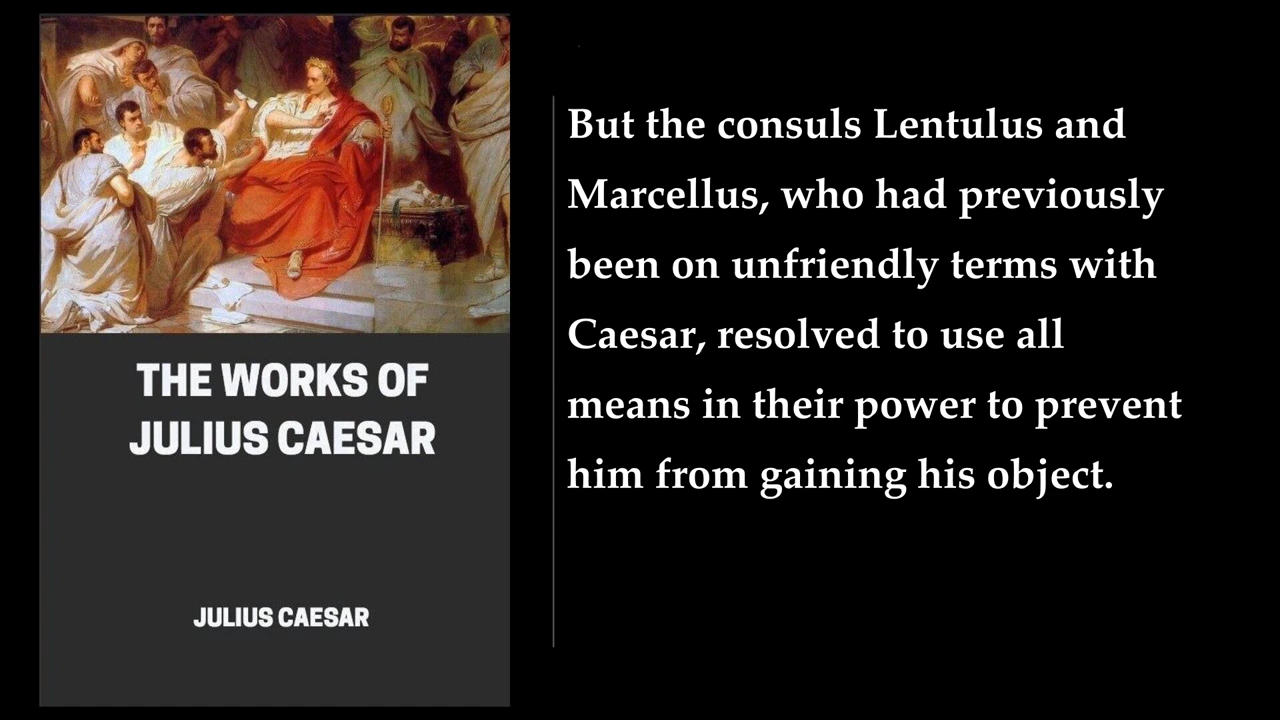 THE WORKS OF
JULIUS CAESAR
JULIUS CAESAR
But the consuls Lentulus and
Marcellus, who had previously
been on unfriendly terms with
Caesar, resolved to use all
means in their power to prevent
him from gaining his object.